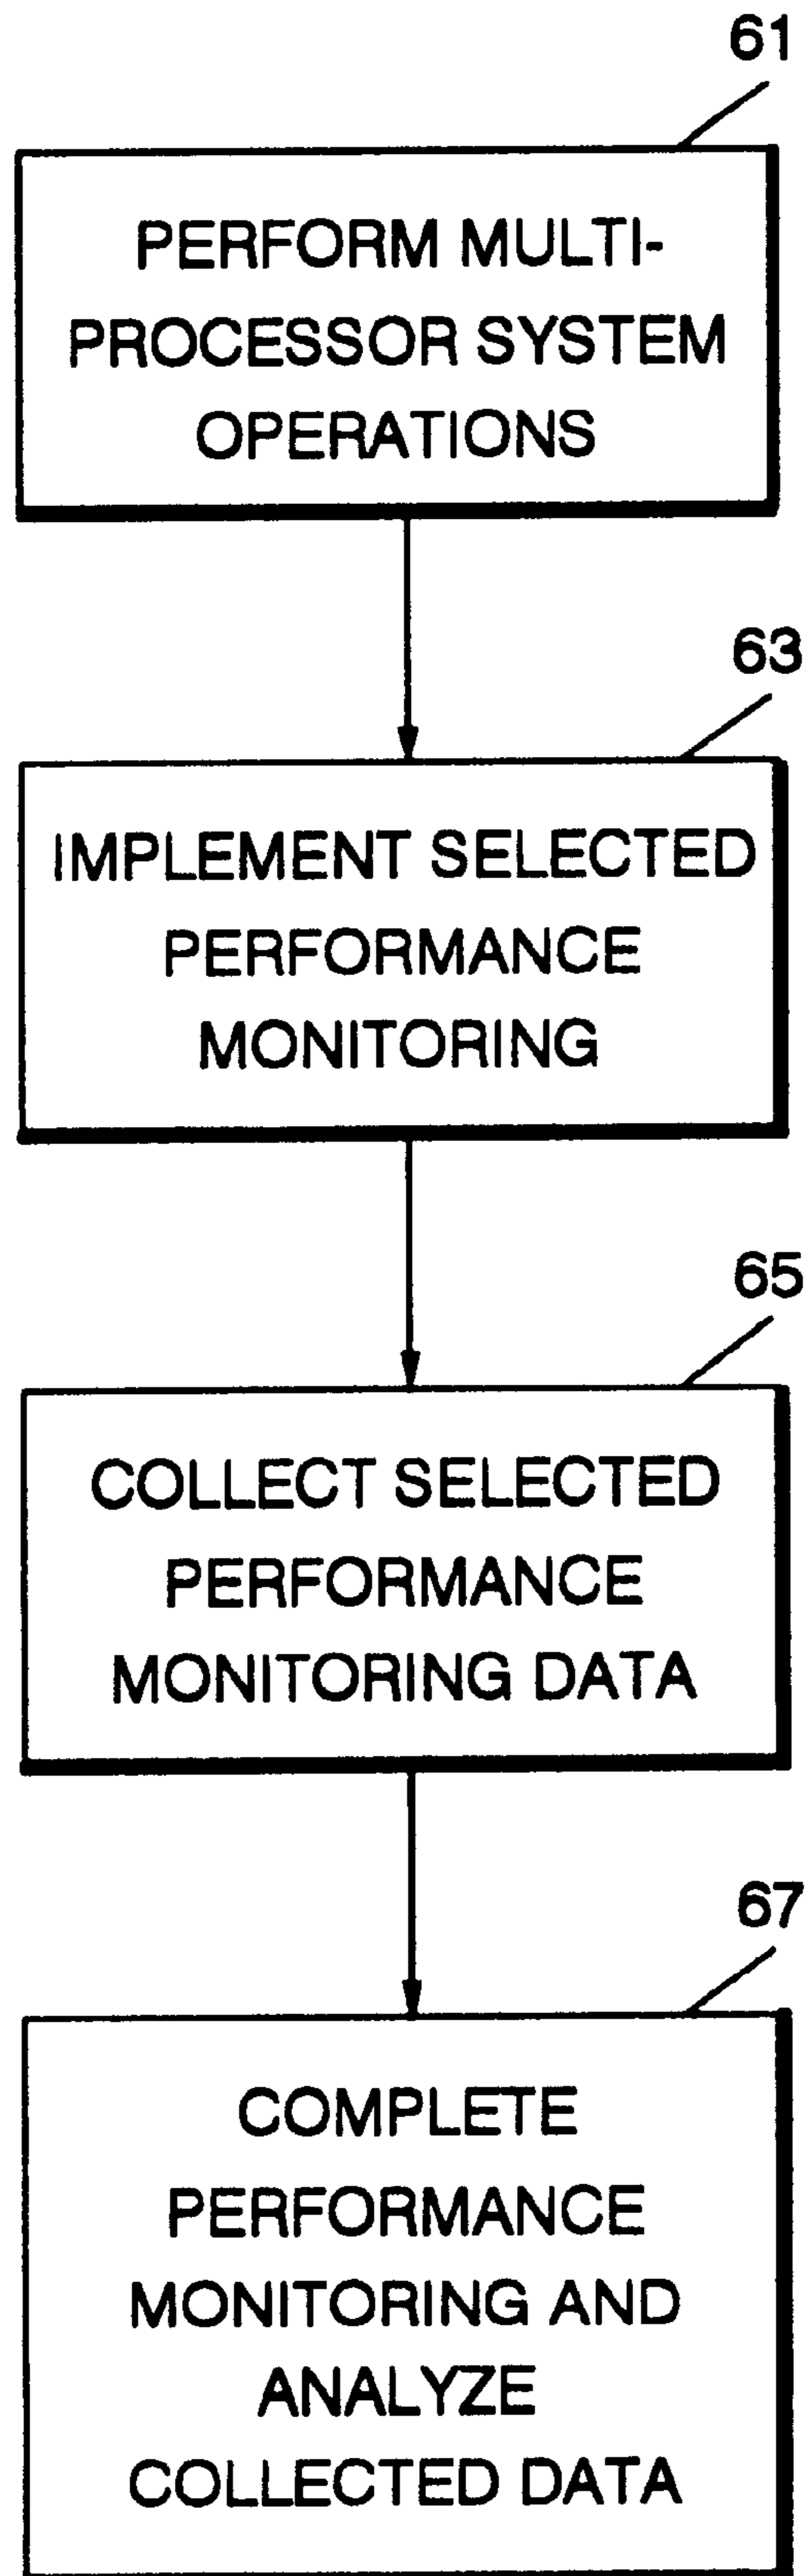 61
PERFORM MULTI-
PROCESSOR SYSTEM
OPERATIONS
63
IMPLEMENT SELECTED
PERFORMANCE
MONITORING
65
COLLECT SELECTED
PERFORMANCE
MONITORING DATA
67
COMPLETE
PERFORMANCE
MONITORING AND
ANALYZE
COLLECTED DATA